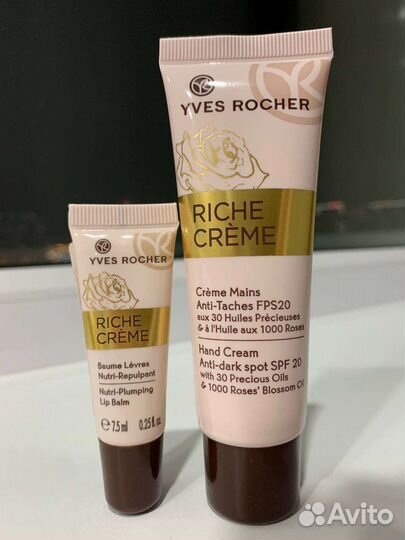 YVES ROCHER
RICHE
CRÈME
Baume Lèvres
Nutri-Repulpant
Nutri-Plumping
Lip Balm
℮ 7.5 ml 0.25 fl. oz.
YVES ROCHER
RICHE
CRÈME
Crème Mains
Anti-Taches FPS20
aux 30 Huiles Précieuses
& à l'Huile aux 1000 Roses
Hand Cream
Anti-dark spot SPF 20
with 30 Precious Oils
& 1000 Roses' Blossom Oil
Avito